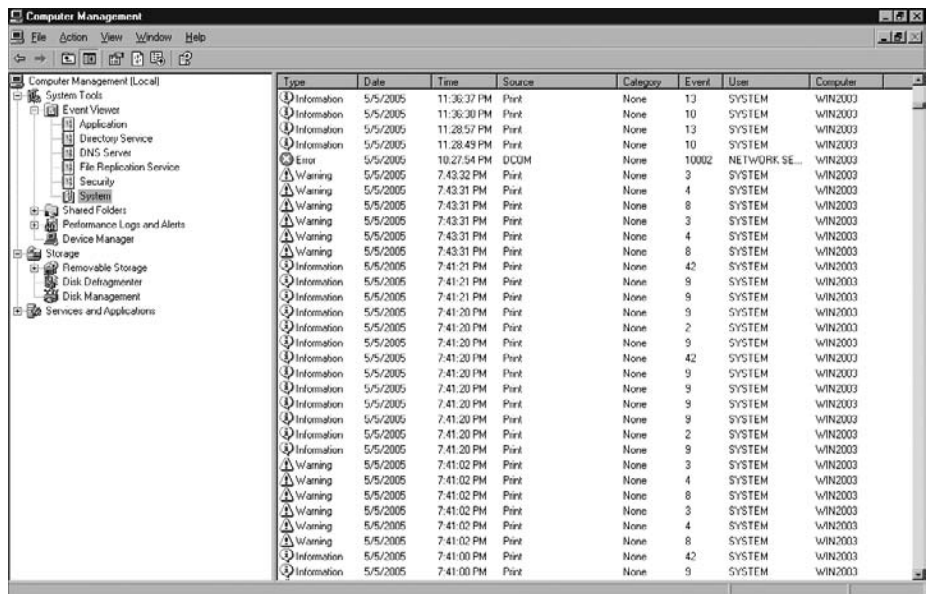 Computer Management
File Action View Window Help
Computer Management (Local)
System Tools
Event Viewer
Application
Directory Service
DNS Server
File Replication Service
Security
System
Shared Folders
Performance Logs and Alerts
Device Manager
Storage
Removable Storage
Disk Defragmenter
Disk Management
Services and Applications
Type Date Time Source Category Event User Computer
Information 5/5/2005 11:36:37 PM Print None 13 SYSTEM WIN2003
Information 5/5/2005 11:36:30 PM Print None 10 SYSTEM WIN2003
Information 5/5/2005 11:28:57 PM Print None 13 SYSTEM WIN2003
Information 5/5/2005 11:28:49 PM Print None 10 SYSTEM WIN2003
Error 5/5/2005 10:27:54 PM DCOM None 10002 NETWORK SE... WIN2003
Warning 5/5/2005 7:43:32 PM Print None 3 SYSTEM WIN2003
Warning 5/5/2005 7:43:31 PM Print None 4 SYSTEM WIN2003
Warning 5/5/2005 7:43:31 PM Print None 8 SYSTEM WIN2003
Warning 5/5/2005 7:43:31 PM Print None 3 SYSTEM WIN2003
Warning 5/5/2005 7:43:31 PM Print None 4 SYSTEM WIN2003
Warning 5/5/2005 7:43:31 PM Print None 8 SYSTEM WIN2003
Information 5/5/2005 7:41:21 PM Print None 42 SYSTEM WIN2003
Information 5/5/2005 7:41:21 PM Print None 9 SYSTEM WIN2003
Information 5/5/2005 7:41:21 PM Print None 9 SYSTEM WIN2003
Information 5/5/2005 7:41:20 PM Print None 9 SYSTEM WIN2003
Information 5/5/2005 7:41:20 PM Print None 2 SYSTEM WIN2003
Information 5/5/2005 7:41:20 PM Print None 9 SYSTEM WIN2003
Information 5/5/2005 7:41:20 PM Print None 42 SYSTEM WIN2003
Information 5/5/2005 7:41:20 PM Print None 9 SYSTEM WIN2003
Information 5/5/2005 7:41:20 PM Print None 9 SYSTEM WIN2003
Information 5/5/2005 7:41:20 PM Print None 9 SYSTEM WIN2003
Information 5/5/2005 7:41:20 PM Print None 9 SYSTEM WIN2003
Information 5/5/2005 7:41:20 PM Print None 2 SYSTEM WIN2003
Information 5/5/2005 7:41:20 PM Print None 9 SYSTEM WIN2003
Warning 5/5/2005 7:41:02 PM Print None 3 SYSTEM WIN2003
Warning 5/5/2005 7:41:02 PM Print None 4 SYSTEM WIN2003
Warning 5/5/2005 7:41:02 PM Print None 8 SYSTEM WIN2003
Warning 5/5/2005 7:41:02 PM Print None 3 SYSTEM WIN2003
Warning 5/5/2005 7:41:02 PM Print None 4 SYSTEM WIN2003
Warning 5/5/2005 7:41:02 PM Print None 8 SYSTEM WIN2003
Information 5/5/2005 7:41:00 PM Print None 42 SYSTEM WIN2003
Information 5/5/2005 7:41:00 PM Print None 9 SYSTEM WIN2003